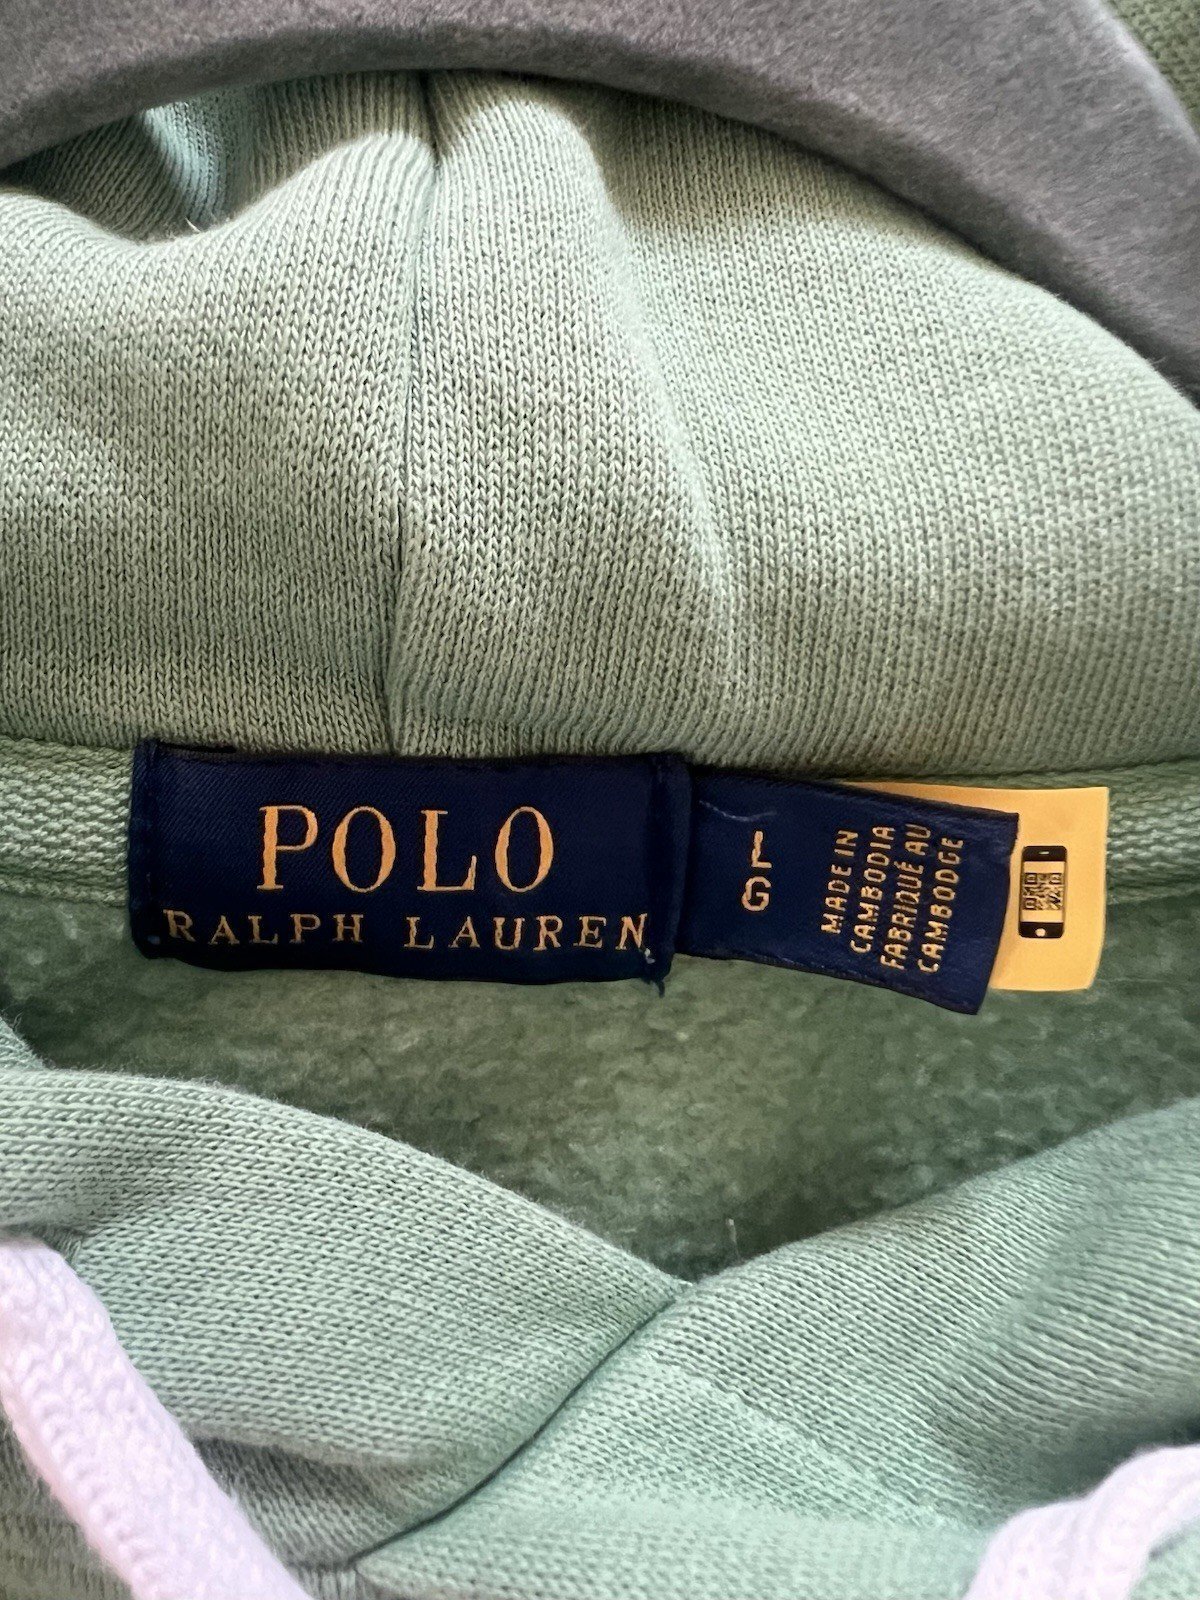 POLO
RALPH LAUREN
L
G
MADE IN
CAMBODIA
FABRIQUÉ AU
CAMBODGE